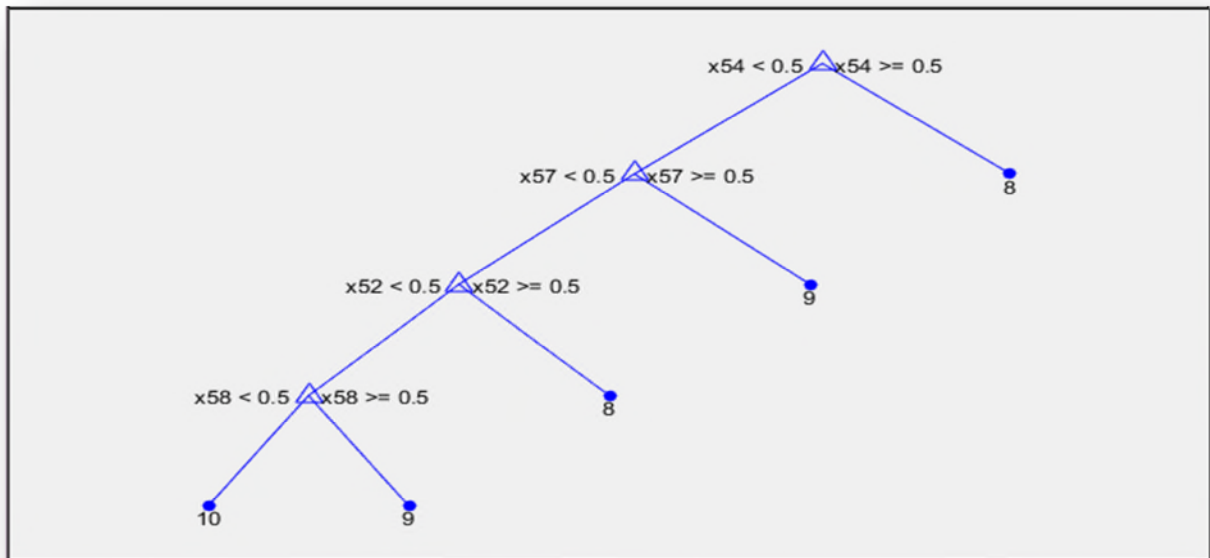 x54 < 0.5 x54 >= 0.5
x57 < 0.5 x57 >= 0.5
8
x52 < 0.5 x52 >= 0.5
9
x58 < 0.5 x58 >= 0.5
8
10 9